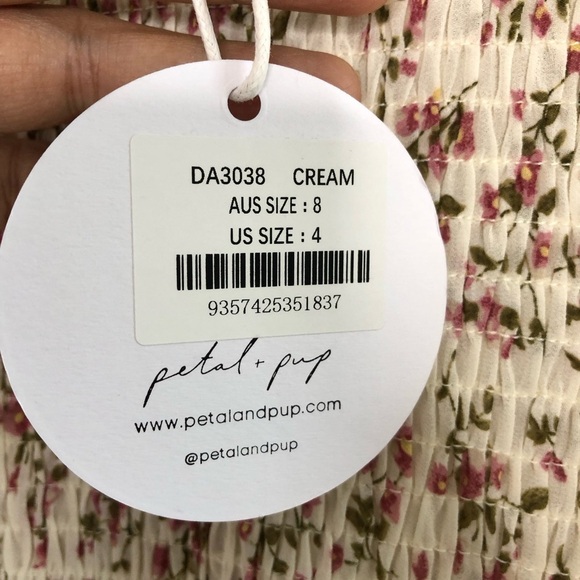 DA3038 CREAM
AUS SIZE : 8
US SIZE : 4
9357425351837
petal + pup
www.petalandpup.com
@petalandpup